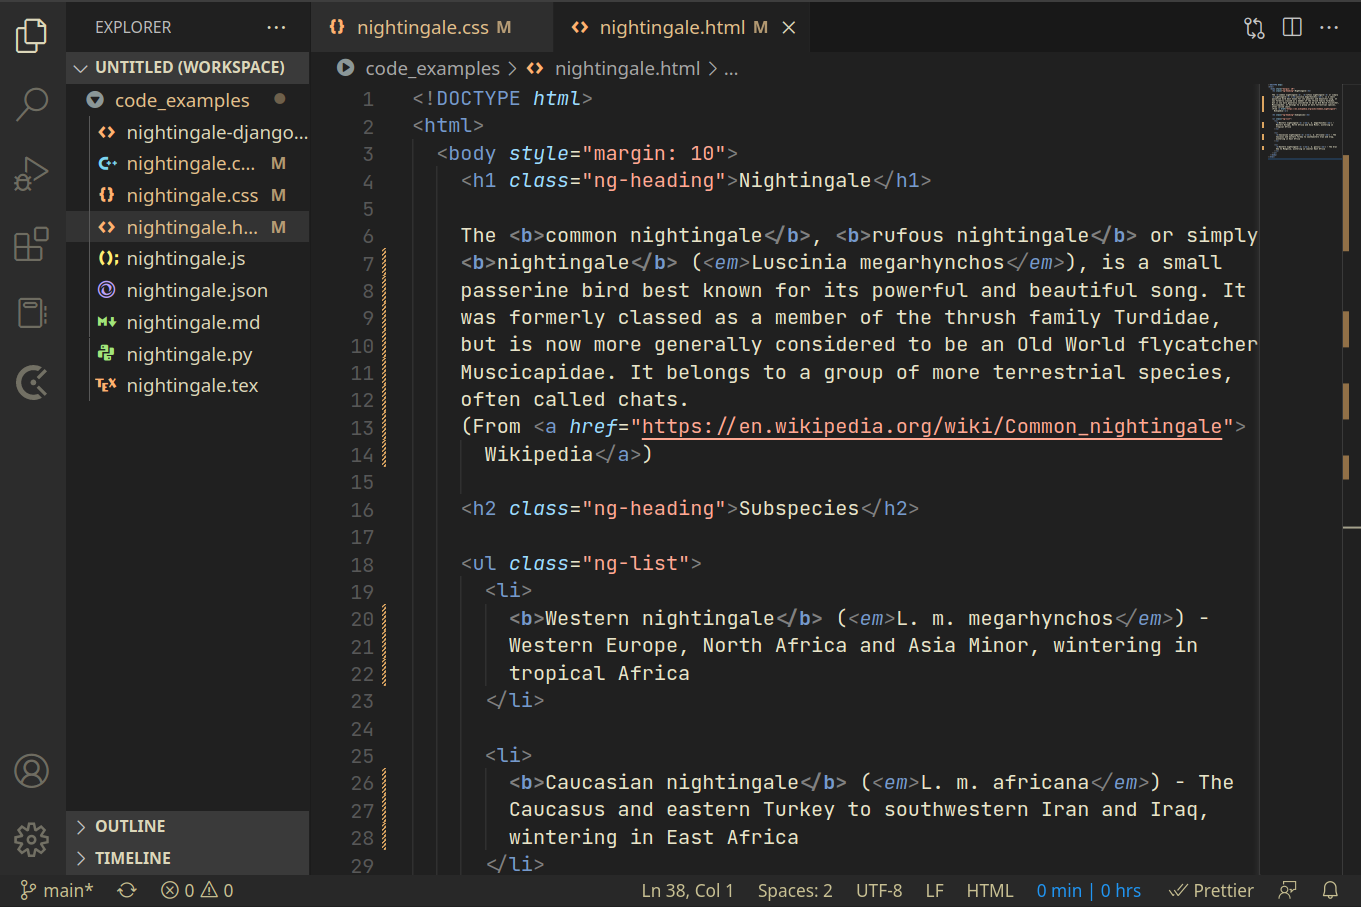 EXPLORER
UNTITLED (WORKSPACE)
code_examples
nightingale-django...
nightingale.c... M
nightingale.css M
nightingale.h... M
nightingale.js
nightingale.json
nightingale.md
nightingale.py
nightingale.tex
OUTLINE
TIMELINE
nightingale.css M
nightingale.html M
code_examples > nightingale.html > ...
1 <!DOCTYPE html>
2 <html>
3 <body style="margin: 10">
4 <h1 class="ng-heading">Nightingale</h1>
5
6 The <b>common nightingale</b>, <b>rufous nightingale</b> or simply
7 <b>nightingale</b> (<em>Luscinia megarhynchos</em>), is a small
8 passerine bird best known for its powerful and beautiful song. It
9 was formerly classed as a member of the thrush family Turdidae,
10 but is now more generally considered to be an Old World flycatcher
11 Muscicapidae. It belongs to a group of more terrestrial species,
12 often called chats.
13 (From <a href="https://en.wikipedia.org/wiki/Common_nightingale">
14 Wikipedia</a>)
15
16 <h2 class="ng-heading">Subspecies</h2>
17
18 <ul class="ng-list">
19 <li>
20 <b>Western nightingale</b> (<em>L. m. megarhynchos</em>) -
21 Western Europe, North Africa and Asia Minor, wintering in
22 tropical Africa
23 </li>
24
25 <li>
26 <b>Caucasian nightingale</b> (<em>L. m. africana</em>) - The
27 Caucasus and eastern Turkey to southwestern Iran and Iraq,
28 wintering in East Africa
29 </li>
main* 0 0 Ln 38, Col 1 Spaces: 2 UTF-8 LF HTML 0 min | 0 hrs Prettier